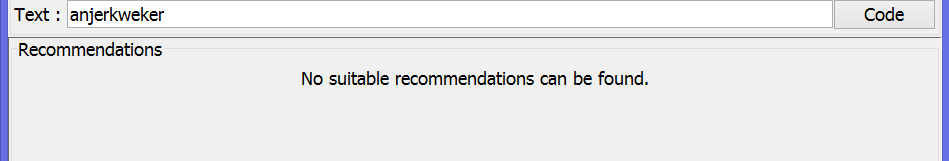 Text : anjerkweker Code
Recommendations
No suitable recommendations can be found.